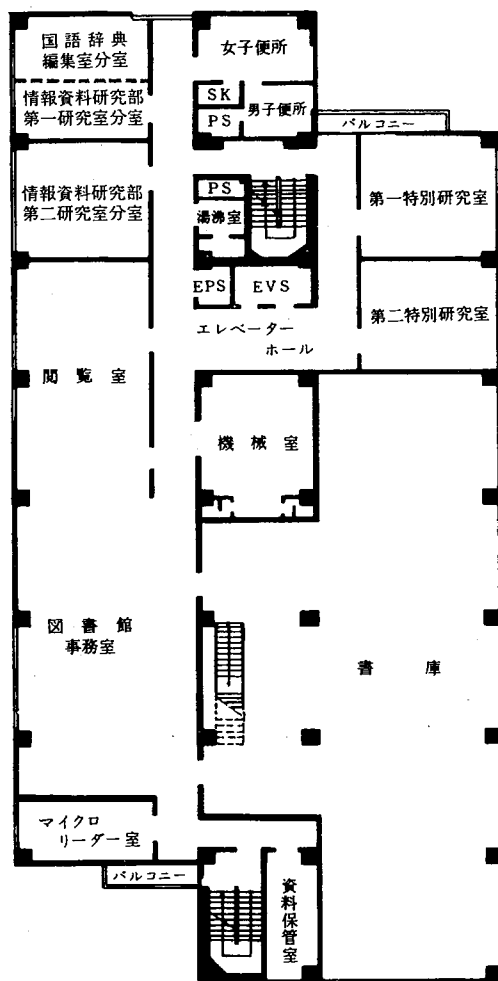 国語辞典
編集室分室
女子便所
SK
男子便所
情報資料研究部
第一研究室分室
PS
バルコニー
情報資料研究部
第二研究室分室
PS
湯沸室
第一特別研究室
EPS
EVS
エレベーター
ホール
第二特別研究室
閲覧室
機械室
図書館
事務室
書庫
マイクロ
リーダー室
バルコニー
資料保管室